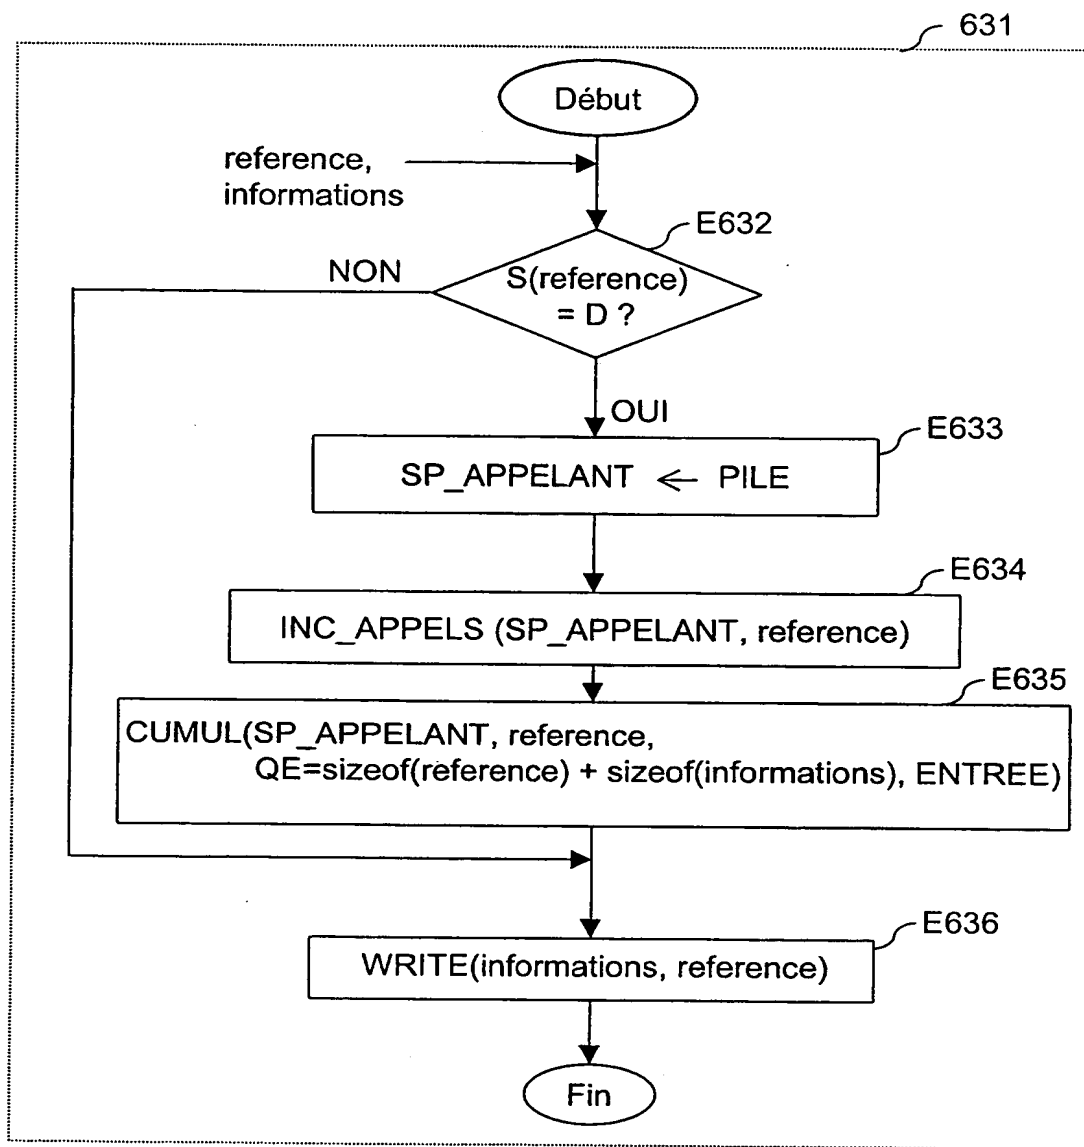 631
Début
reference,
informations
E632
NON
S(reference)
= D ?
OUI
E633
SP_APPELANT ← PILE
E634
INC_APPELS (SP_APPELANT, reference)
E635
CUMUL(SP_APPELANT, reference,
QE=sizeof(reference) + sizeof(informations), ENTREE)
E636
WRITE(informations, reference)
Fin